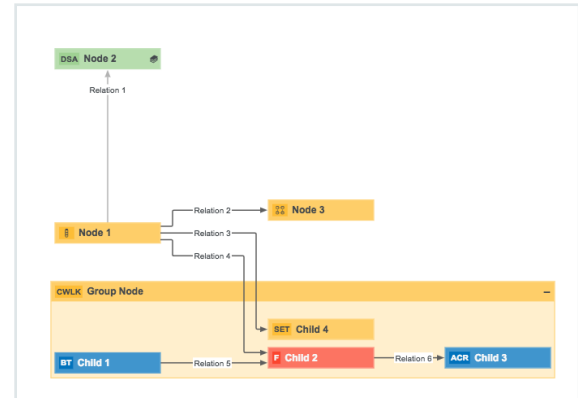 DSA Node 2
Relation 1
Relation 2
Node 3
Node 1
Relation 3
Relation 4
CWLK Group Node
SET Child 4
BT Child 1
Relation 5
F Child 2
Relation 6
ACR Child 3